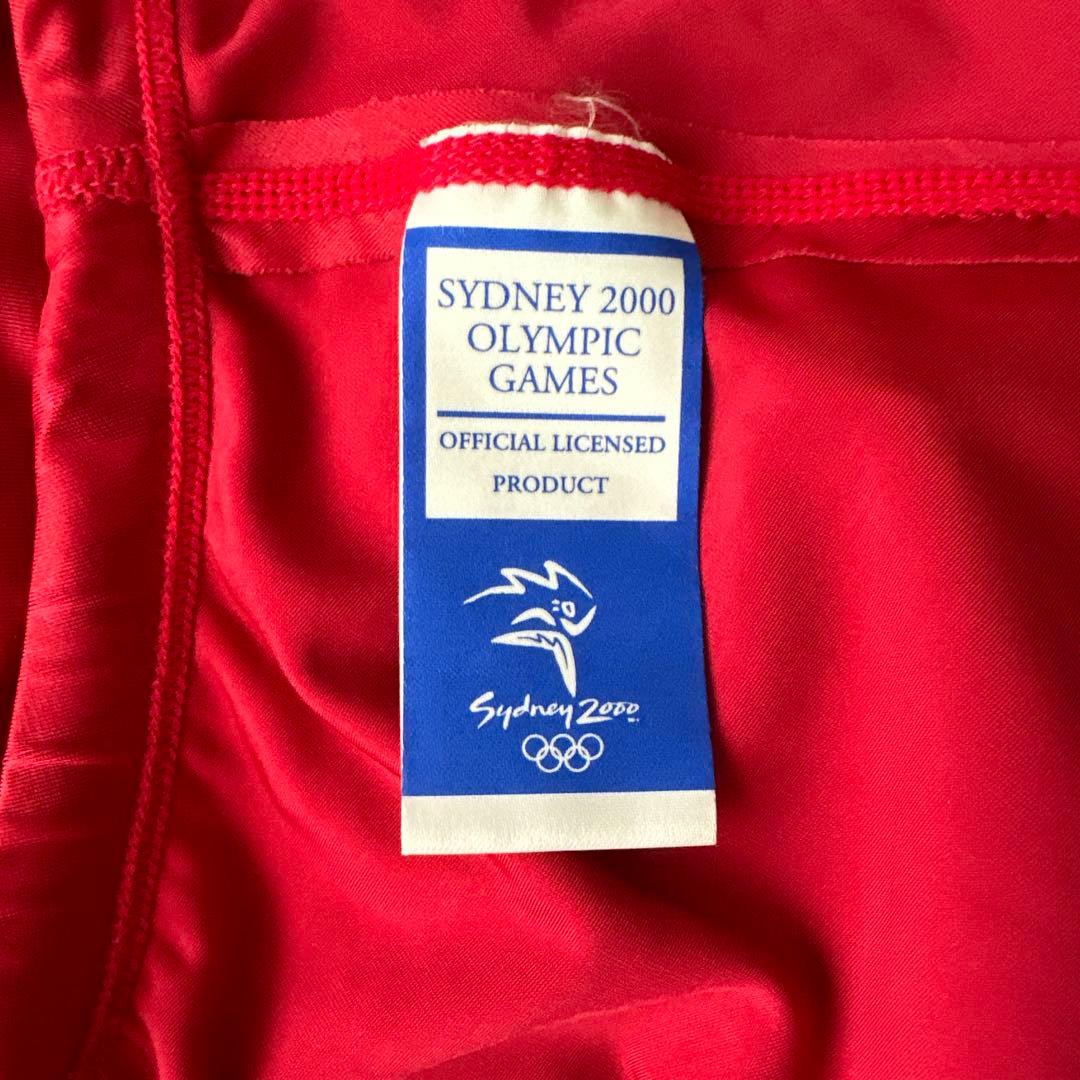 SYDNEY 2000
OLYMPIC
GAMES
OFFICIAL LICENSED
PRODUCT
Sydney 2000